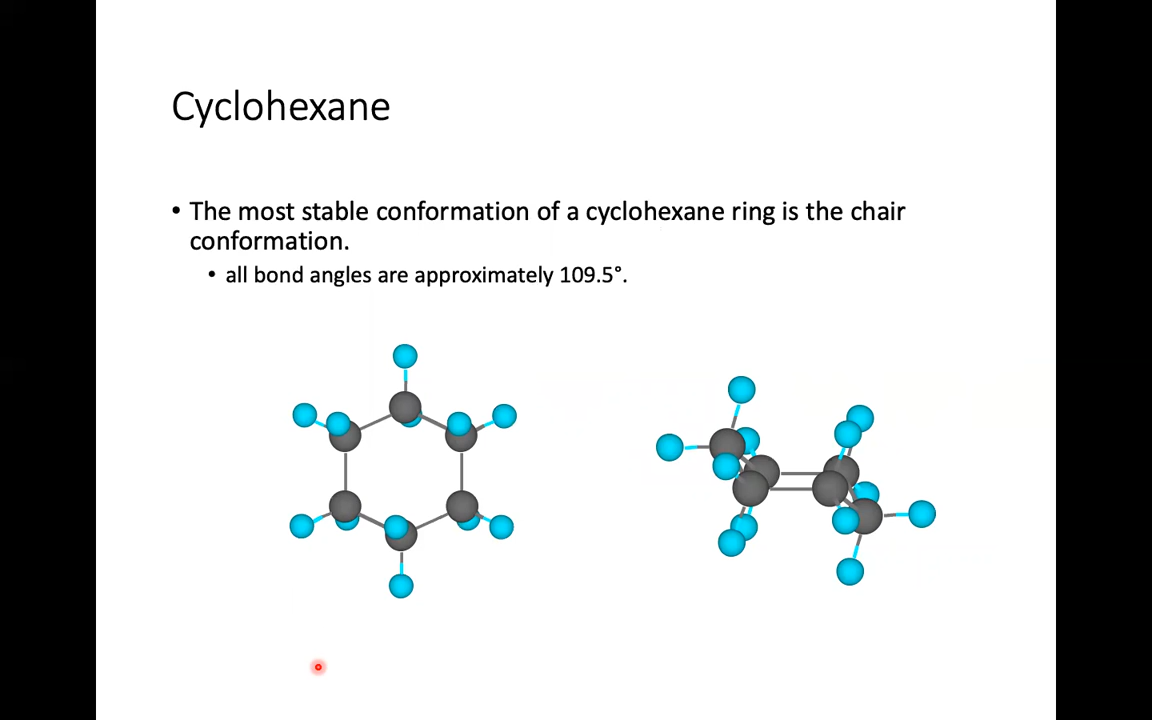 Cyclohexane
• The most stable conformation of a cyclohexane ring is the chair
conformation.
• all bond angles are approximately 109.5°.